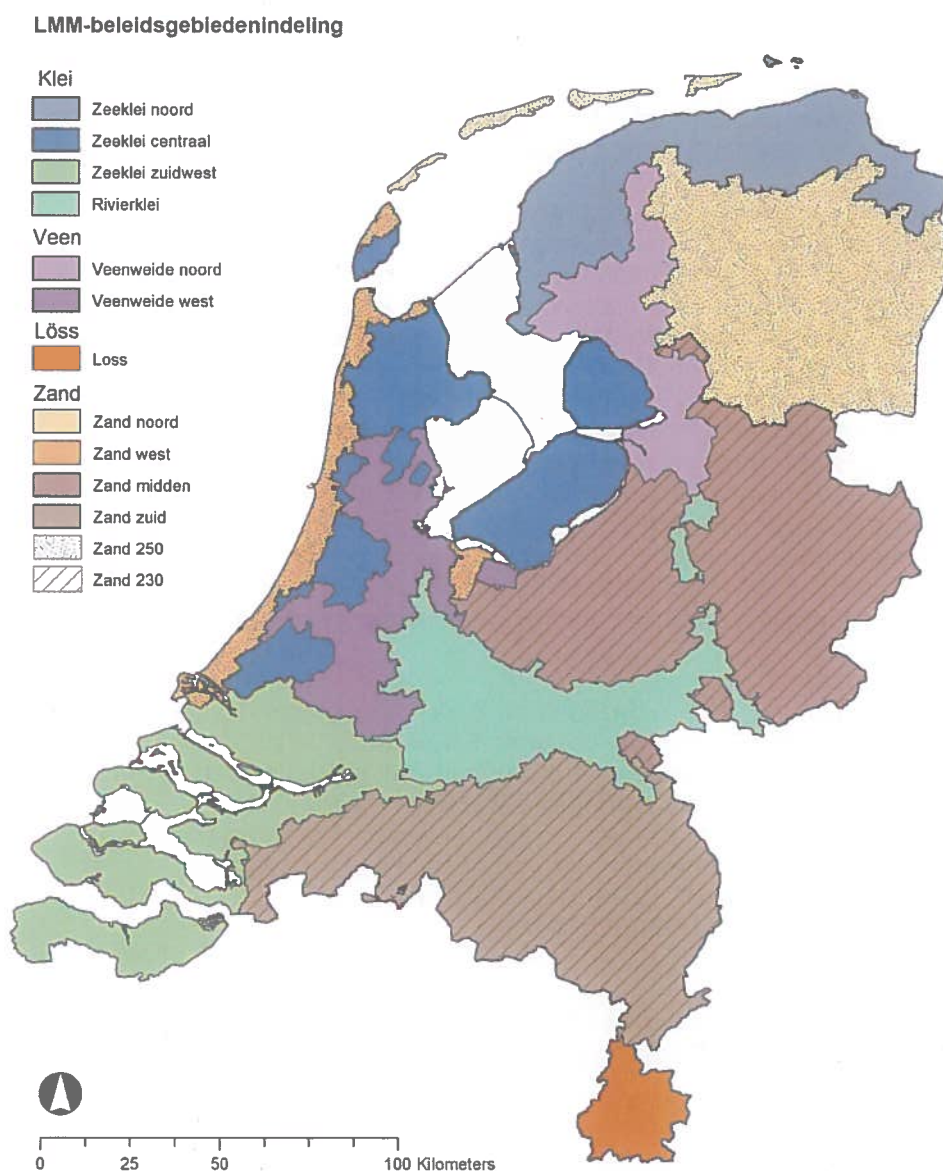 LMM-beleidsgebiedenindeling
Klei
Zeeklei noord
Zeeklei centraal
Zeeklei zuidwest
Rivierklei
Veen
Veenweide noord
Veenweide west
Löss
Loss
Zand
Zand noord
Zand west
Zand midden
Zand zuid
Zand 250
Zand 230
0 25 50 100 Kilometers